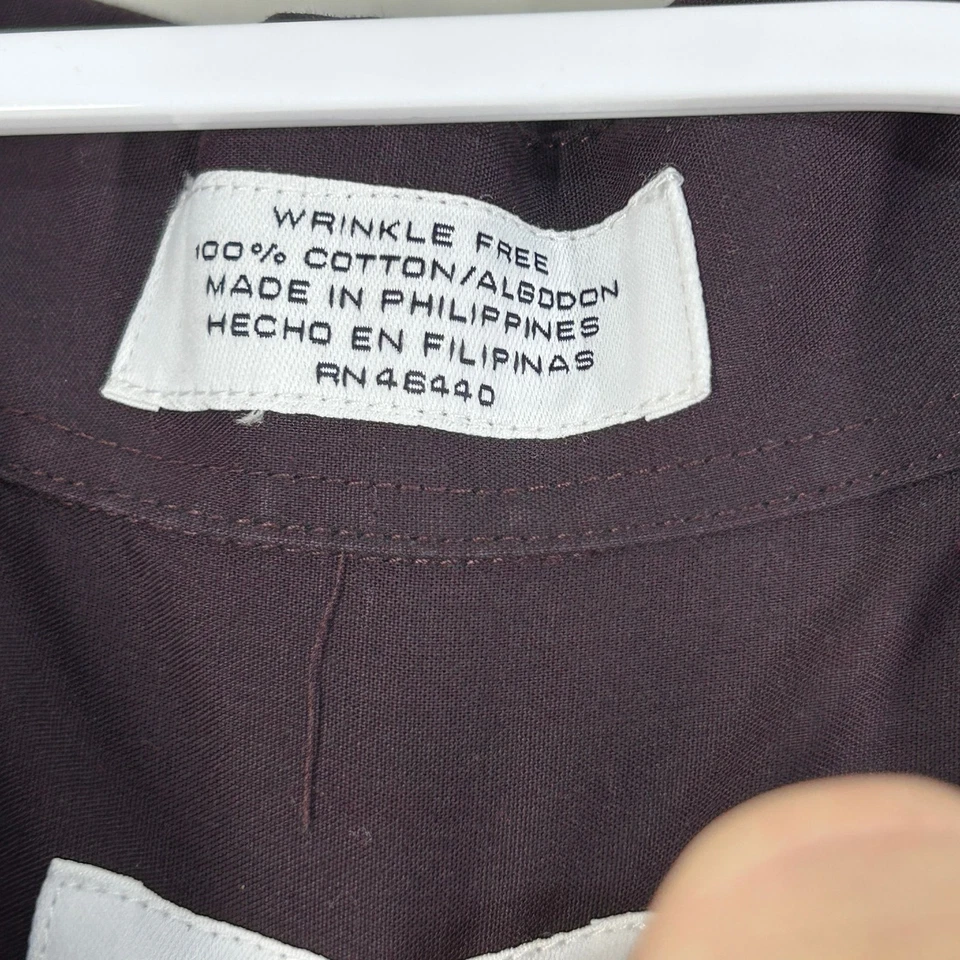 WRINKLE FREE
100% COTTON/ALGODON
MADE IN PHILIPPINES
HECHO EN FILIPINAS
RN46440